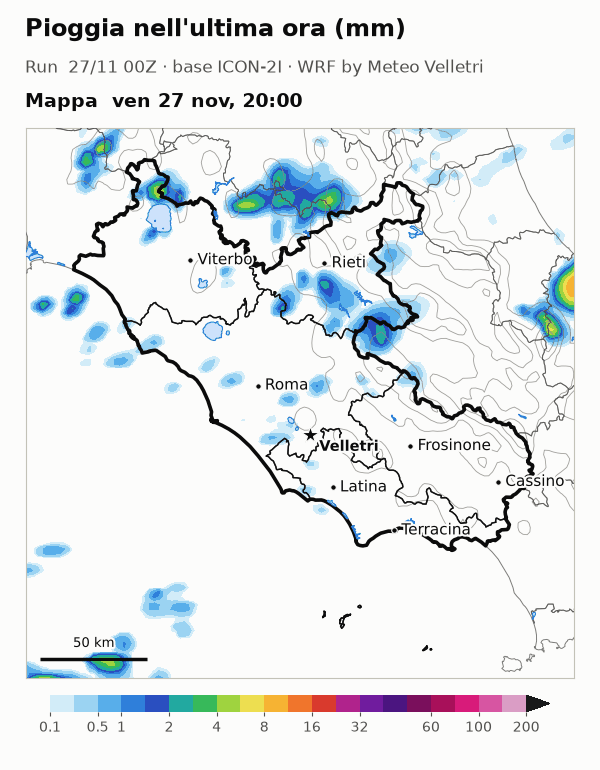 Pioggia nell'ultima ora (mm)
Run  27/11 00Z · base ICON-2I · WRF by Meteo Velletri
Mappa  ven 27 nov, 20:00
Viterbo
Rieti
Roma
Velletri
Frosinone
Latina
Cassino
Terracina
50 km
0.1 0.5 1 2 4 8 16 32 60 100 200